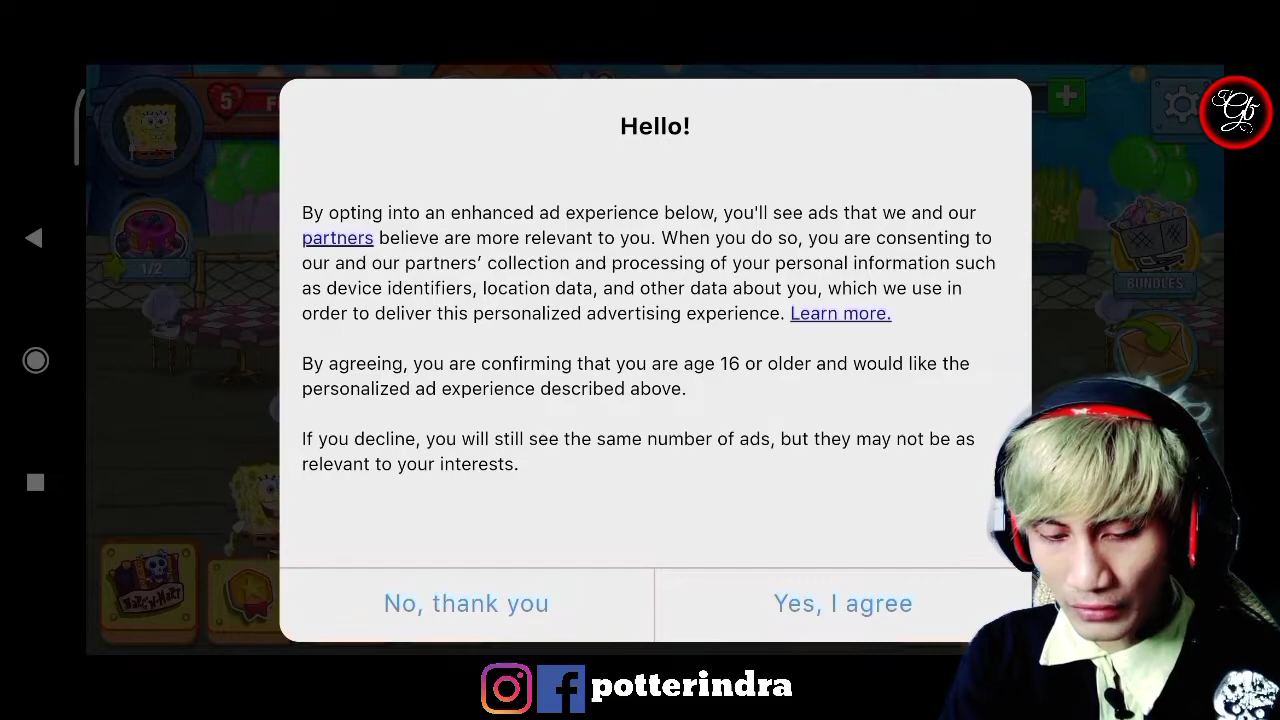 Hello!
5
By opting into an enhanced ad experience below, you'll see ads that we and our
partners believe are more relevant to you. When you do so, you are consenting to
our and our partners’ collection and processing of your personal information such
as device identifiers, location data, and other data about you, which we use in
order to deliver this personalized advertising experience. Learn more.
By agreeing, you are confirming that you are age 16 or older and would like the
personalized ad experience described above.
If you decline, you will still see the same number of ads, but they may not be as
relevant to your interests.
1/2
BUNDLES
No, thank you
Yes, I agree
potterindra